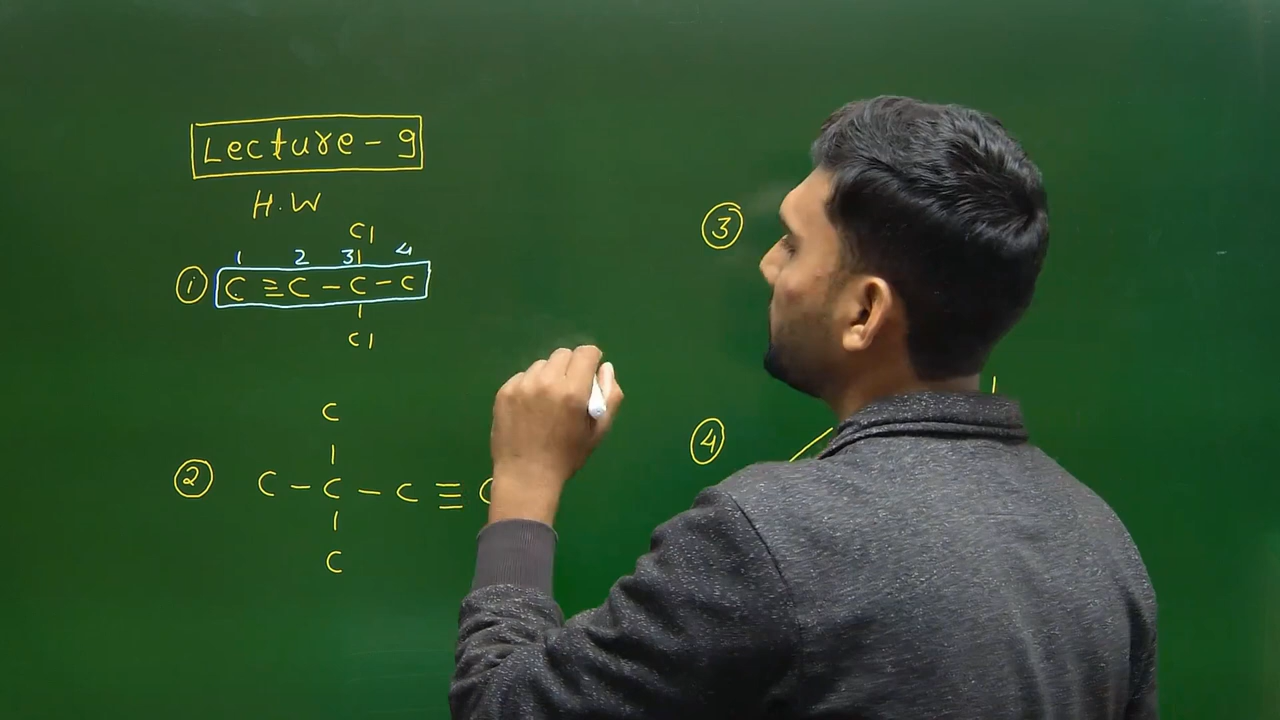 Lecture - 9
H.W
Cl
1 2 3 4
① C ≡ C - C - C
Cl
C
② C - C - C ≡ C
C
③
④